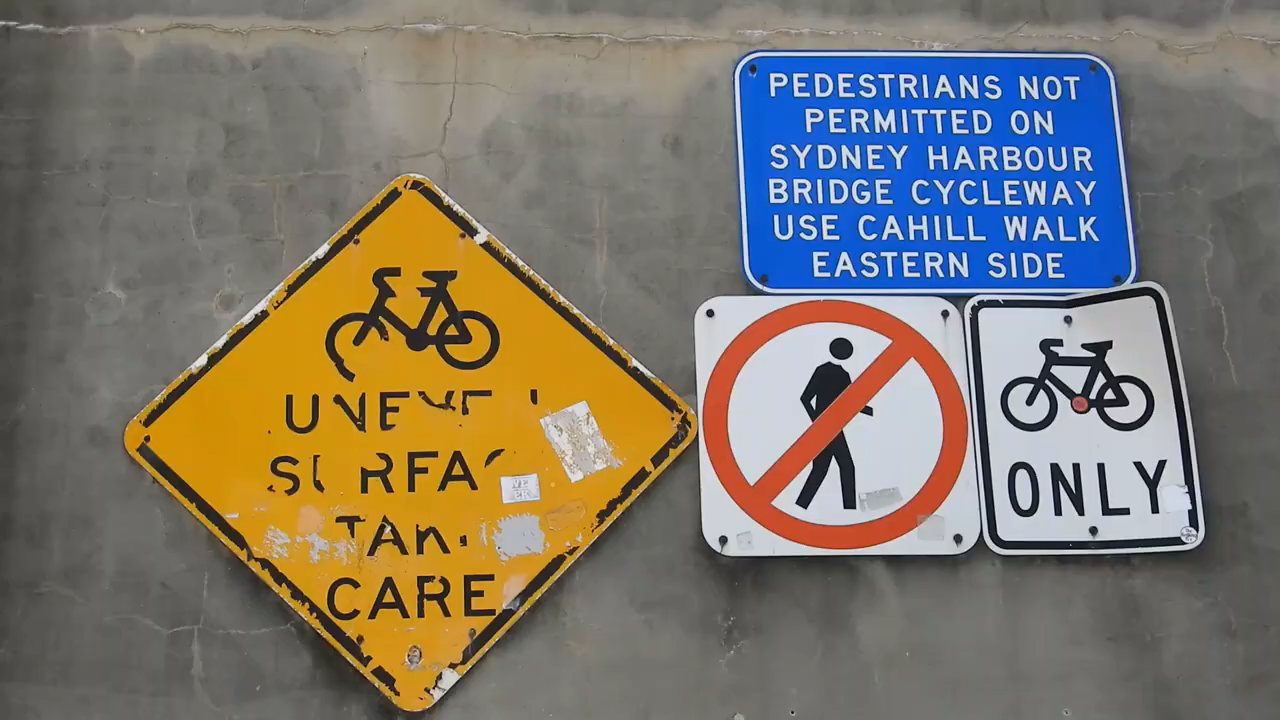 UNEVEN
SURFACE
TAKE
CARE
PEDESTRIANS NOT
PERMITTED ON
SYDNEY HARBOUR
BRIDGE CYCLEWAY
USE CAHILL WALK
EASTERN SIDE
ONLY